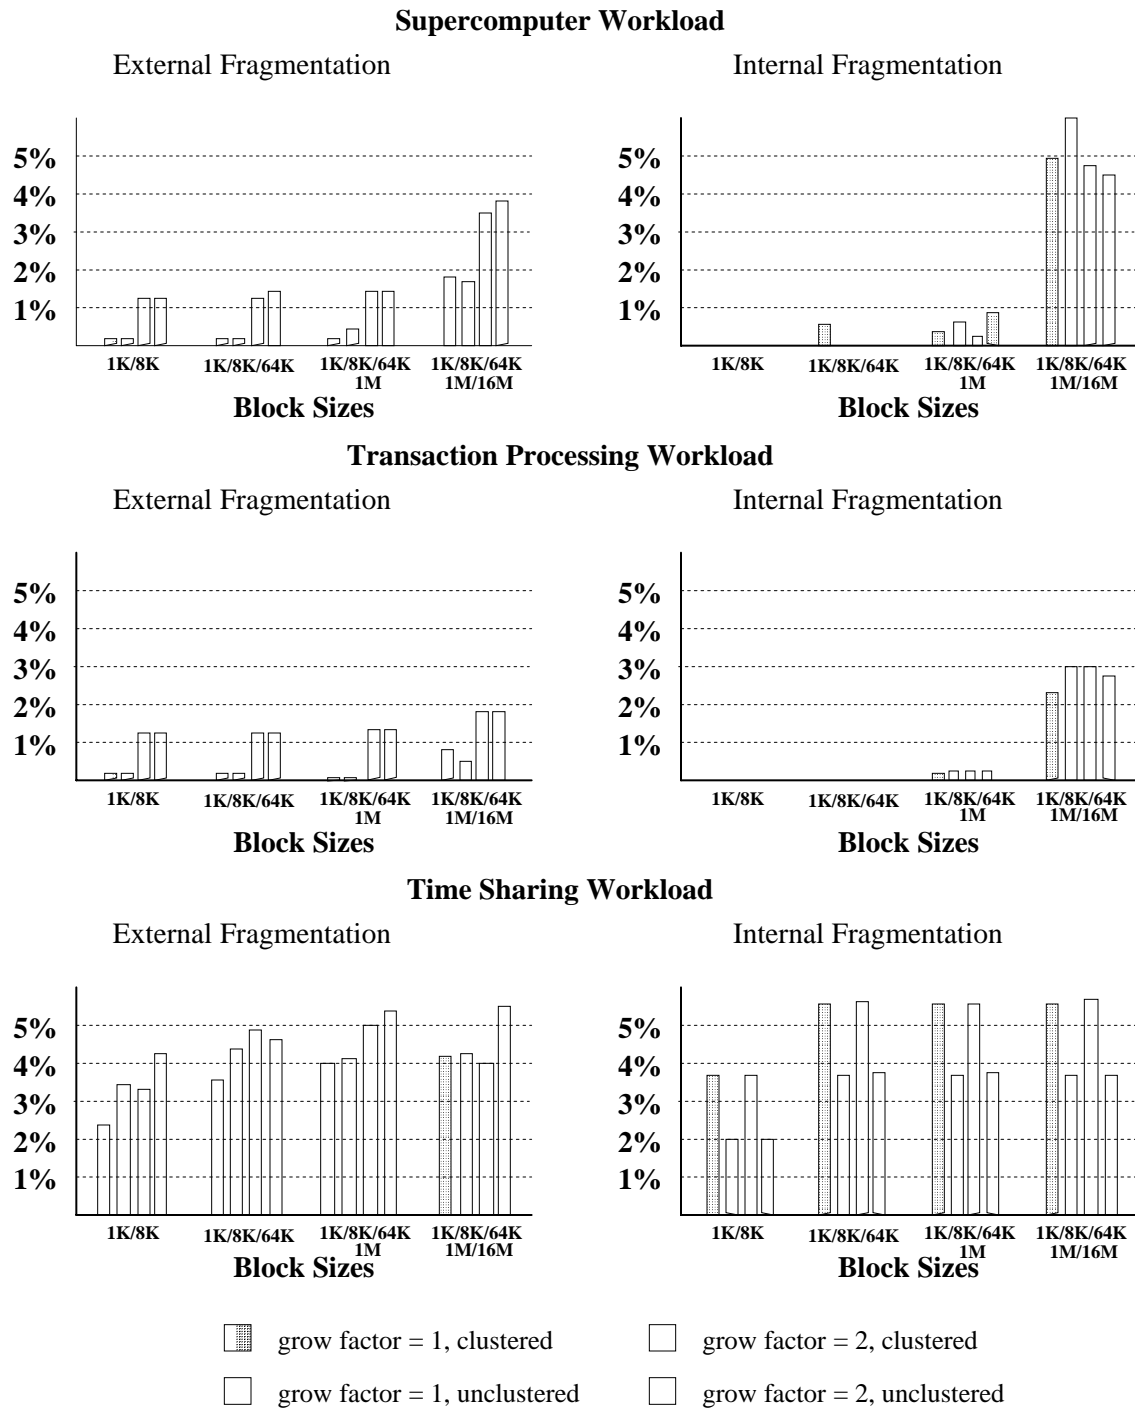 Supercomputer Workload
External Fragmentation
Internal Fragmentation
5%
4%
3%
2%
1%
1K/8K
1K/8K/64K
1K/8K/64K
1M
1K/8K/64K
1M/16M
Block Sizes
5%
4%
3%
2%
1%
1K/8K
1K/8K/64K
1K/8K/64K
1M
1K/8K/64K
1M/16M
Block Sizes
Transaction Processing Workload
External Fragmentation
Internal Fragmentation
5%
4%
3%
2%
1%
1K/8K
1K/8K/64K
1K/8K/64K
1M
1K/8K/64K
1M/16M
Block Sizes
5%
4%
3%
2%
1%
1K/8K
1K/8K/64K
1K/8K/64K
1M
1K/8K/64K
1M/16M
Block Sizes
Time Sharing Workload
External Fragmentation
Internal Fragmentation
5%
4%
3%
2%
1%
1K/8K
1K/8K/64K
1K/8K/64K
1M
1K/8K/64K
1M/16M
Block Sizes
5%
4%
3%
2%
1%
1K/8K
1K/8K/64K
1K/8K/64K
1M
1K/8K/64K
1M/16M
Block Sizes
grow factor = 1, clustered
grow factor = 2, clustered
grow factor = 1, unclustered
grow factor = 2, unclustered